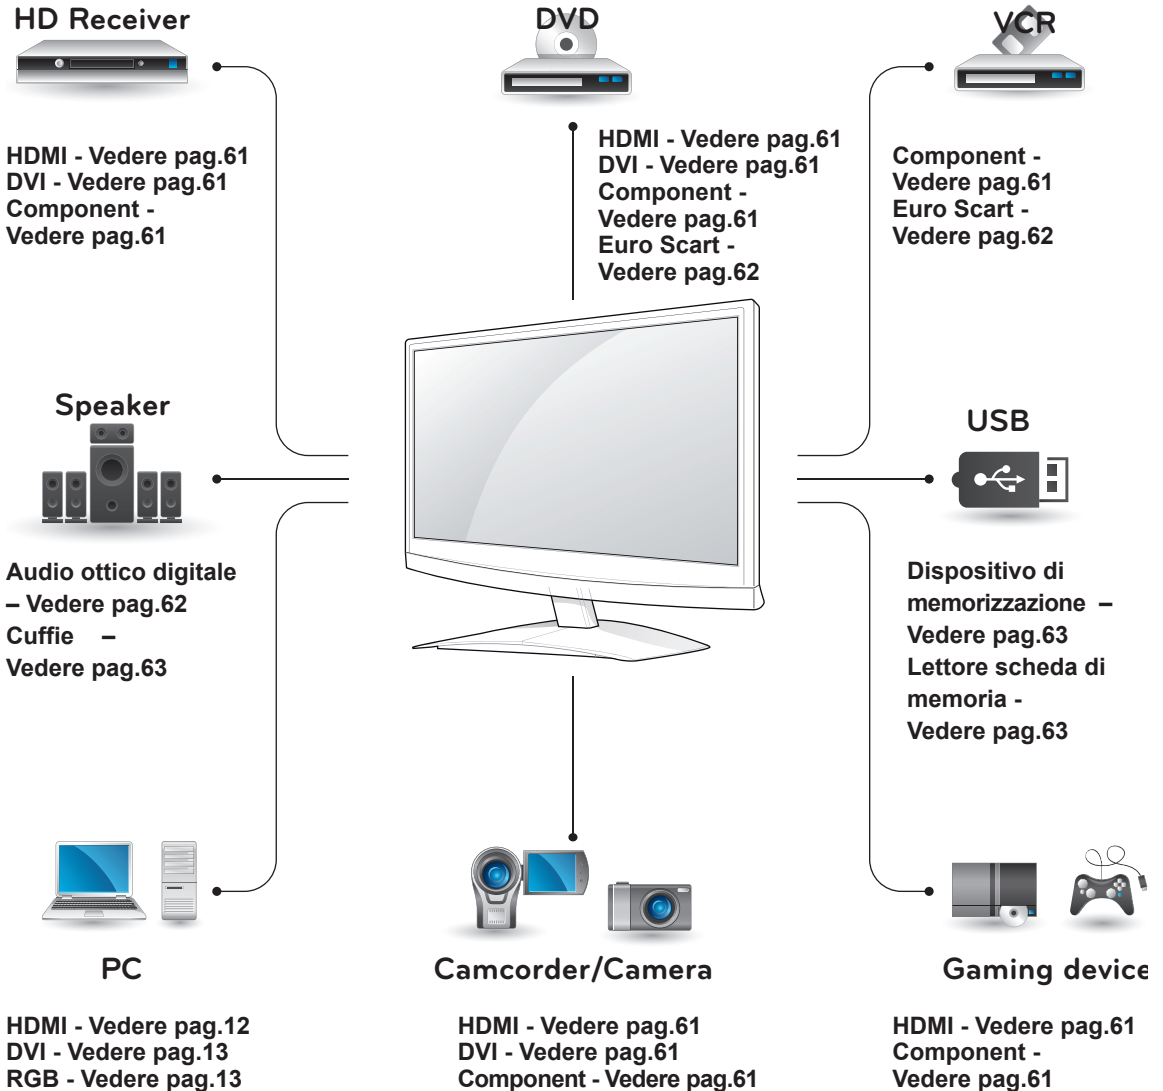 HD Receiver
HDMI - Vedere pag.61
DVI - Vedere pag.61
Component -
Vedere pag.61
DVD
HDMI - Vedere pag.61
DVI - Vedere pag.61
Component -
Vedere pag.61
Euro Scart -
Vedere pag.62
VCR
Component -
Vedere pag.61
Euro Scart -
Vedere pag.62
Speaker
Audio ottico digitale
– Vedere pag.62
Cuffie –
Vedere pag.63
USB
Dispositivo di
memorizzazione –
Vedere pag.63
Lettore scheda di
memoria -
Vedere pag.63
PC
HDMI - Vedere pag.12
DVI - Vedere pag.13
RGB - Vedere pag.13
Camcorder/Camera
HDMI - Vedere pag.61
DVI - Vedere pag.61
Component - Vedere pag.61
Gaming device
HDMI - Vedere pag.61
Component -
Vedere pag.61